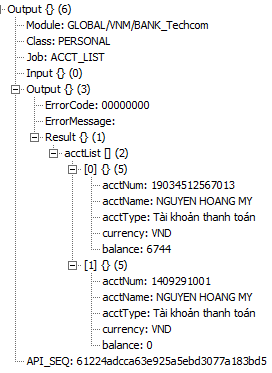 Output {} (6)
Module: GLOBAL/VNM/BANK_Techcom
Class: PERSONAL
Job: ACCT_LIST
Input {} (0)
Output {} (3)
ErrorCode: 00000000
ErrorMessage:
Result {} (1)
acctList [] (2)
[0] {} (5)
acctNum: 19034512567013
acctName: NGUYEN HOANG MY
acctType: Tài khoản thanh toán
currency: VND
balance: 6744
[1] {} (5)
acctNum: 1409291001
acctName: NGUYEN HOANG MY
acctType: Tài khoản thanh toán
currency: VND
balance: 0
API_SEQ: 61224adcca63e925a5ebd3077a183bd5